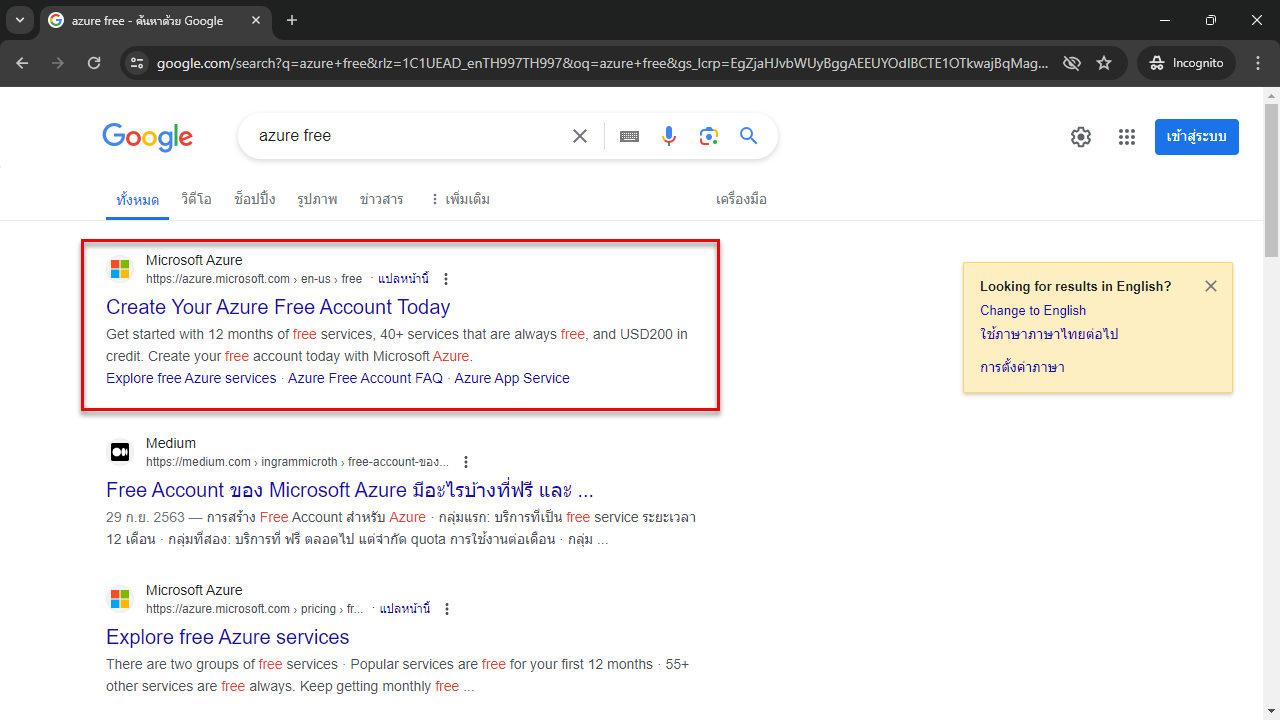 azure free - ค้นหาด้วย Google
google.com/search?q=azure+free&rlz=1C1UEAD_enTH997TH997&oq=azure+free&gs_lcrp=EgZjaHJvbWUyBggAEEUYOdIBCTE1OTkwajBqMag...
Incognito
Google
azure free
เข้าสู่ระบบ
ทั้งหมด วิดีโอ ช็อปปิ้ง รูปภาพ ข่าวสาร เพิ่มเติม เครื่องมือ
Microsoft Azure
https://azure.microsoft.com › en-us › free · แปลหน้านี้
Create Your Azure Free Account Today
Get started with 12 months of free services, 40+ services that are always free, and USD200 in
credit. Create your free account today with Microsoft Azure.
Explore free Azure services · Azure Free Account FAQ · Azure App Service
Looking for results in English?
Change to English
ใช้ภาษาภาษาไทยต่อไป
การตั้งค่าภาษา
Medium
https://medium.com › ingrammicroth › free-account-ของ...
Free Account ของ Microsoft Azure มีอะไรบ้างที่ฟรี และ ...
29 ก.ย. 2563 — การสร้าง Free Account สำหรับ Azure · กลุ่มแรก: บริการที่เป็น free service ระยะเวลา
12 เดือน · กลุ่มที่สอง: บริการที่ ฟรี ตลอดไป แต่จำกัด quota การใช้งานต่อเดือน · กลุ่ม ...
Microsoft Azure
https://azure.microsoft.com › pricing › fr... · แปลหน้านี้
Explore free Azure services
There are two groups of free services · Popular services are free for your first 12 months · 55+
other services are free always. Keep getting monthly free ...